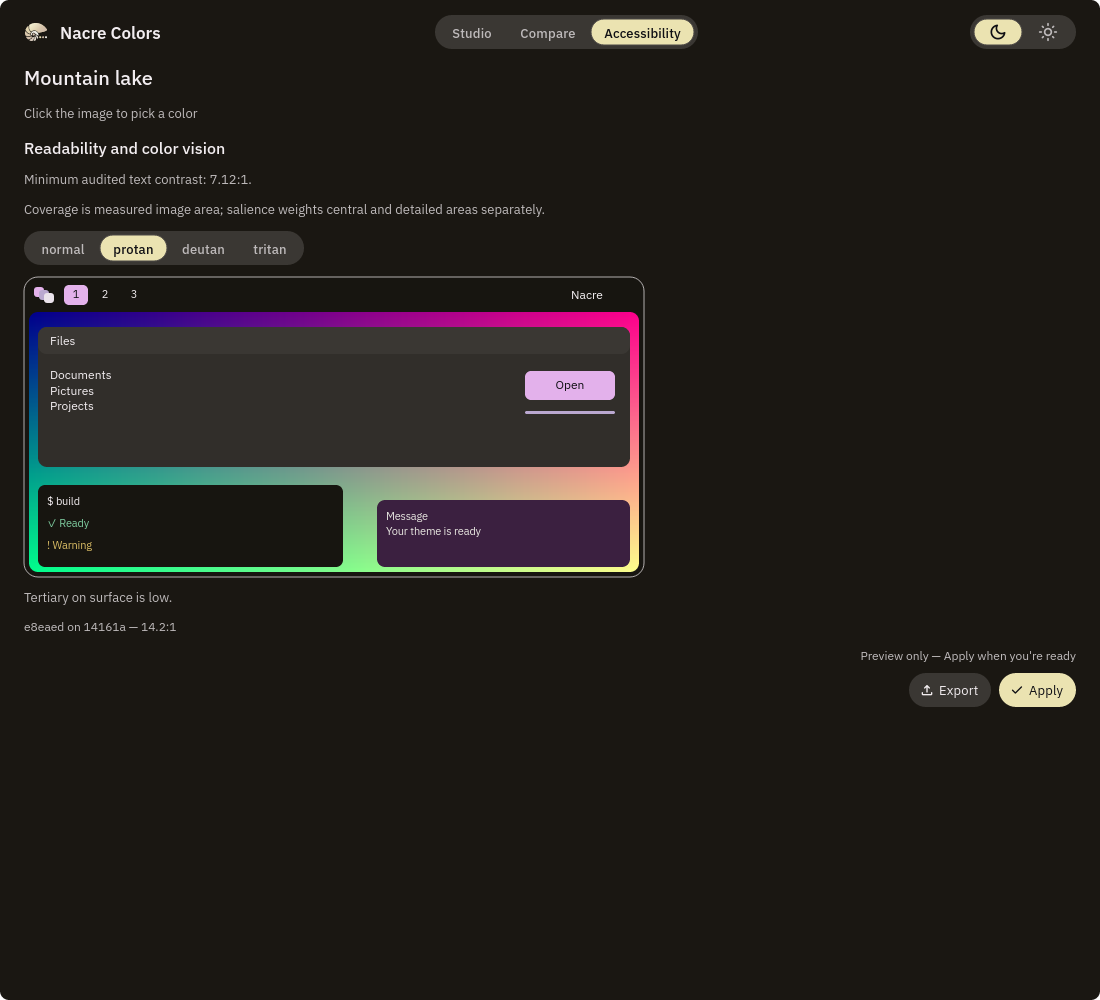 Nacre Colors
Studio
Compare
Accessibility
Mountain lake
Click the image to pick a color
Readability and color vision
Minimum audited text contrast: 7.12:1.
Coverage is measured image area; salience weights central and detailed areas separately.
normal
protan
deutan
tritan
1
2
3
Nacre
Files
Documents
Pictures
Projects
Open
$ build
✓ Ready
! Warning
Message
Your theme is ready
Tertiary on surface is low.
e8eaed on 14161a — 14.2:1
Preview only — Apply when you're ready
Export
Apply